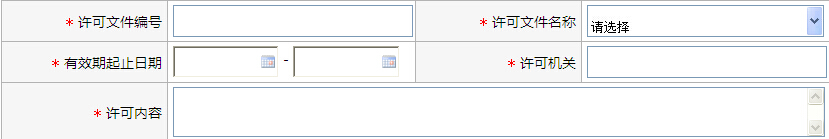 * 许可文件编号 * 许可文件名称 请选择
* 有效期起止日期 - * 许可机关
* 许可内容